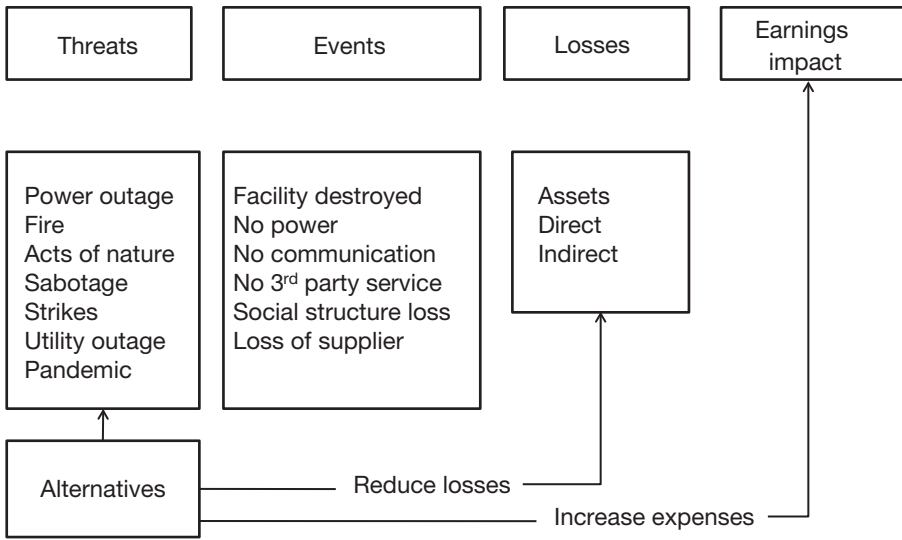 Threats
Events
Losses
Earnings
impact
Power outage
Fire
Acts of nature
Sabotage
Strikes
Utility outage
Pandemic
Facility destroyed
No power
No communication
No 3rd party service
Social structure loss
Loss of supplier
Assets
Direct
Indirect
Alternatives
Reduce losses
Increase expenses